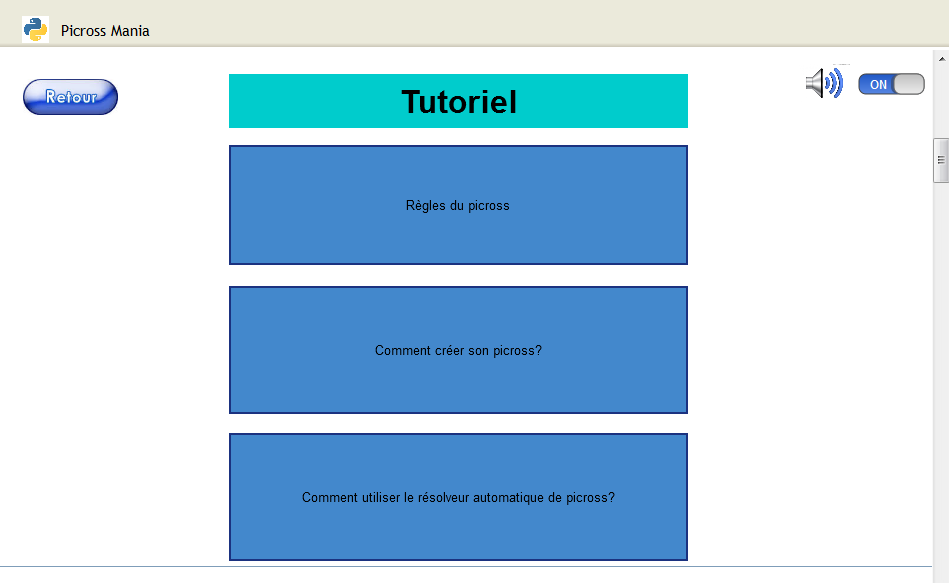 Picross Mania
Retour
Tutoriel
ON
Règles du picross
Comment créer son picross?
Comment utiliser le résolveur automatique de picross?